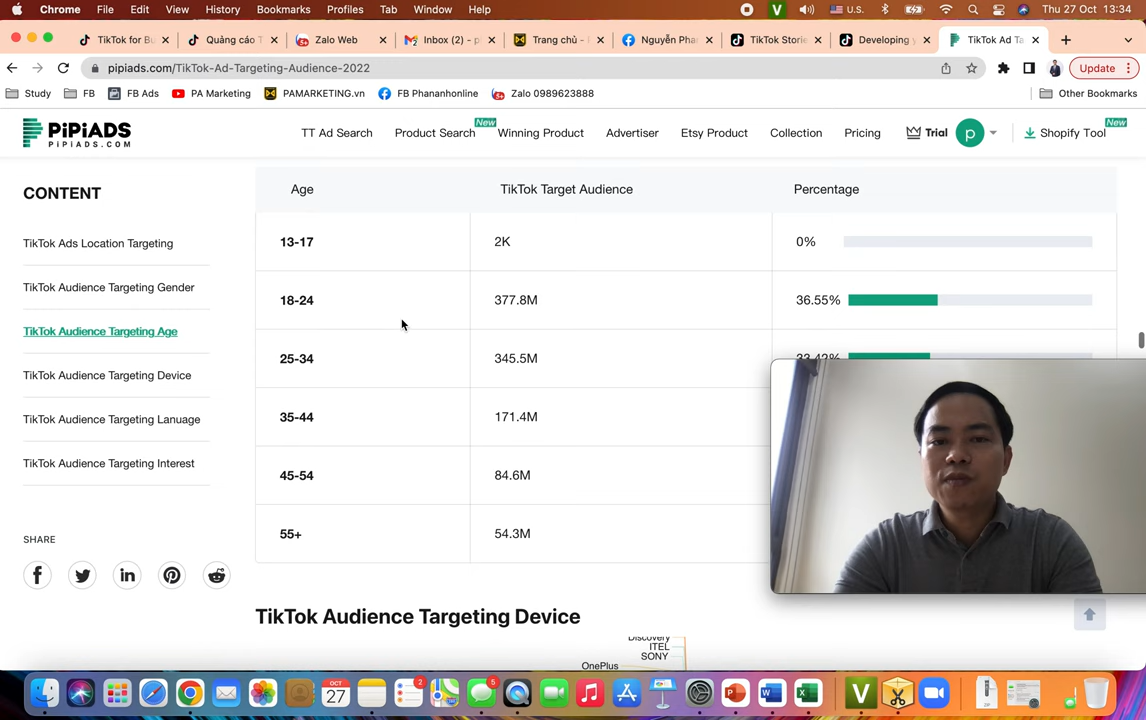 Chrome File Edit View History Bookmarks Profiles Tab Window Help V U.S. Thu 27 Oct 13:34
TikTok for Bu Quảng cáo T Zalo Web Inbox (2) - p Trang chủ - Nguyễn Phan TikTok Storie Developing y TikTok Ad Ta
pipiads.com/TikTok-Ad-Targeting-Audience-2022 Update
Study FB FB Ads PA Marketing PAMARKETING.vn FB Phananhonline Zalo 0989623888 Other Bookmarks
PiPiADS
PIPIADS.COM
TT Ad Search Product Search New Winning Product Advertiser Etsy Product Collection Pricing Trial p Shopify Tool New
CONTENT
TikTok Ads Location Targeting
TikTok Audience Targeting Gender
TikTok Audience Targeting Age
TikTok Audience Targeting Device
TikTok Audience Targeting Lanuage
TikTok Audience Targeting Interest
SHARE
Age TikTok Target Audience Percentage
13-17 2K 0%
18-24 377.8M 36.55%
25-34 345.5M 33.42%
35-44 171.4M
45-54 84.6M
55+ 54.3M
TikTok Audience Targeting Device
Discovery
ITEL
SONY
OnePlus
OCT
27
2
5
V
ZIP